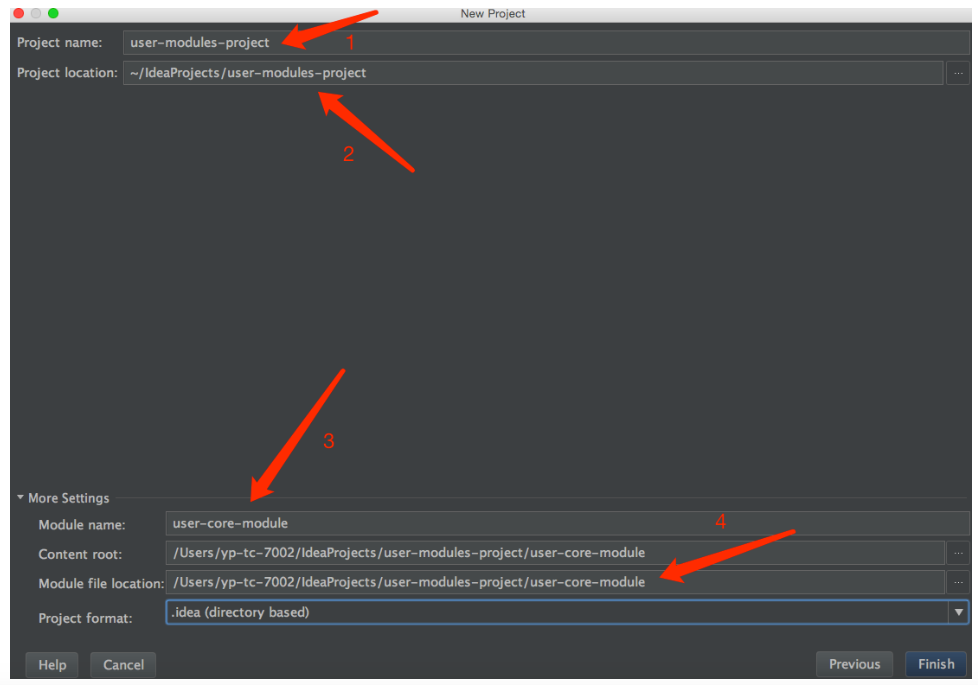 New Project
Project name: user-modules-project 1
Project location: ~/IdeaProjects/user-modules-project ...
2
3
More Settings
Module name: user-core-module 4
Content root: /Users/yp-tc-7002/IdeaProjects/user-modules-project/user-core-module ...
Module file location: /Users/yp-tc-7002/IdeaProjects/user-modules-project/user-core-module ...
Project format: .idea (directory based)
Help Cancel Previous Finish